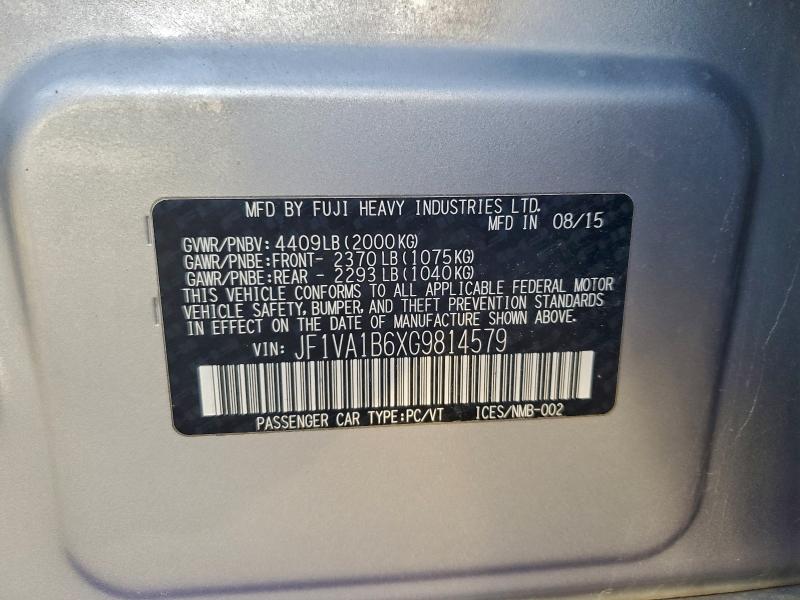 MFD BY FUJI HEAVY INDUSTRIES LTD.
MFD IN 08/15
GVWR/PNBV: 4409LB(2000KG)
GAWR/PNBE:FRONT- 2370LB(1075KG)
GAWR/PNBE:REAR - 2293LB(1040KG)
THIS VEHICLE CONFORMS TO ALL APPLICABLE FEDERAL MOTOR
VEHICLE SAFETY, BUMPER, AND THEFT PREVENTION STANDARDS
IN EFFECT ON THE DATE OF MANUFACTURE SHOWN ABOVE.
VIN: JF1VA1B6XG9814579
PASSENGER CAR TYPE:PC/VT ICES/NMB-002